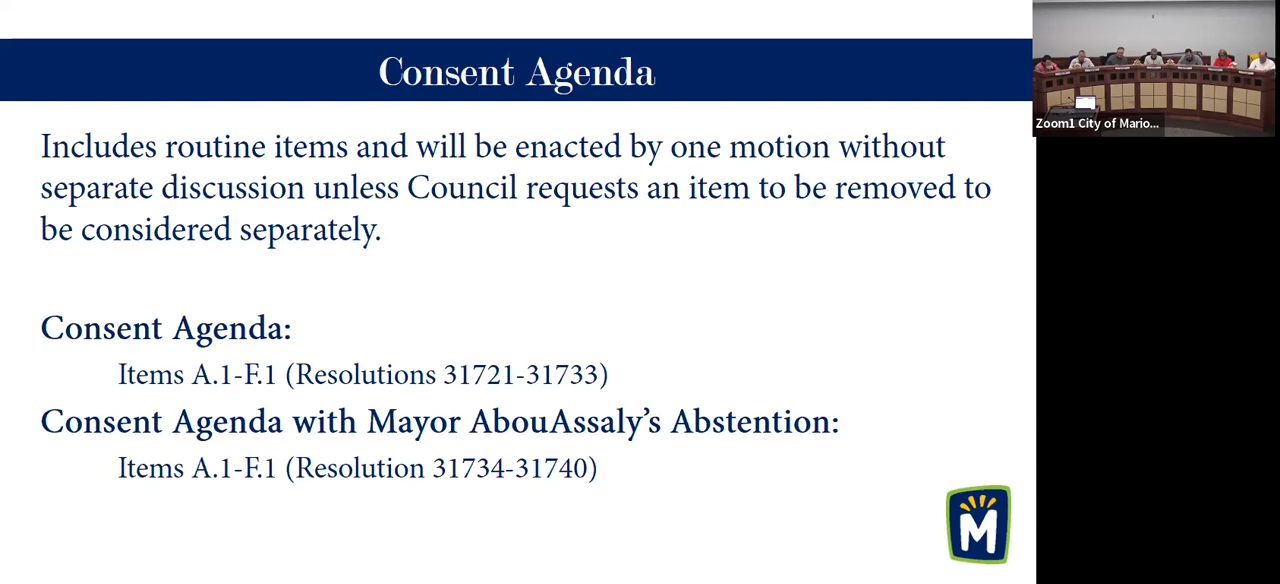 Consent Agenda
Includes routine items and will be enacted by one motion without
separate discussion unless Council requests an item to be removed to
be considered separately.
Consent Agenda:
Items A.1-F.1 (Resolutions 31721-31733)
Consent Agenda with Mayor AbouAssaly’s Abstention:
Items A.1-F.1 (Resolution 31734-31740)
M
Zoom1 City of Mario...